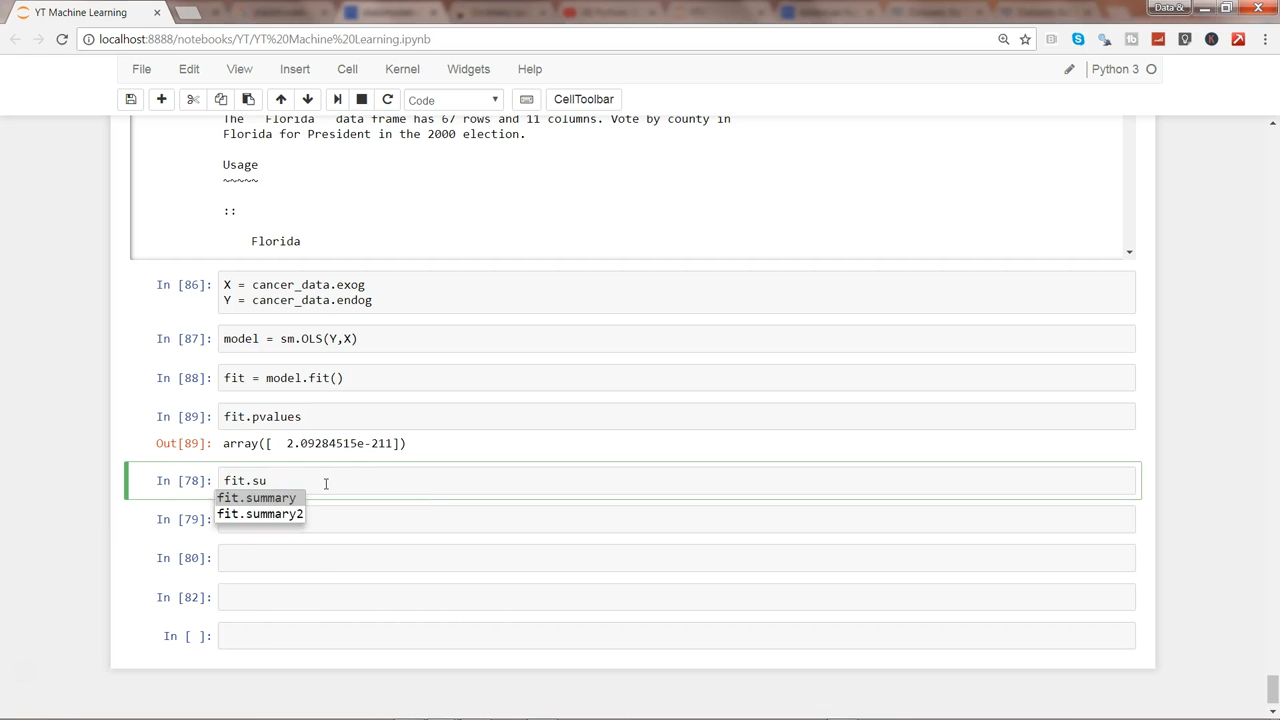 YT Machine Learning
Data &
localhost:8888/notebooks/YT/YT%20Machine%20Learning.ipynb
File Edit View Insert Cell Kernel Widgets Help Python 3
Code CellToolbar
The ``Florida`` data frame has 67 rows and 11 columns. Vote by county in
Florida for President in the 2000 election.
Usage
~~~~~
::
Florida
In [86]: X = cancer_data.exog
Y = cancer_data.endog
In [87]: model = sm.OLS(Y,X)
In [88]: fit = model.fit()
In [89]: fit.pvalues
Out[89]: array([ 2.09284515e-211])
In [78]: fit.su
fit.summary
fit.summary2
In [79]:
In [80]:
In [82]:
In [ ]: